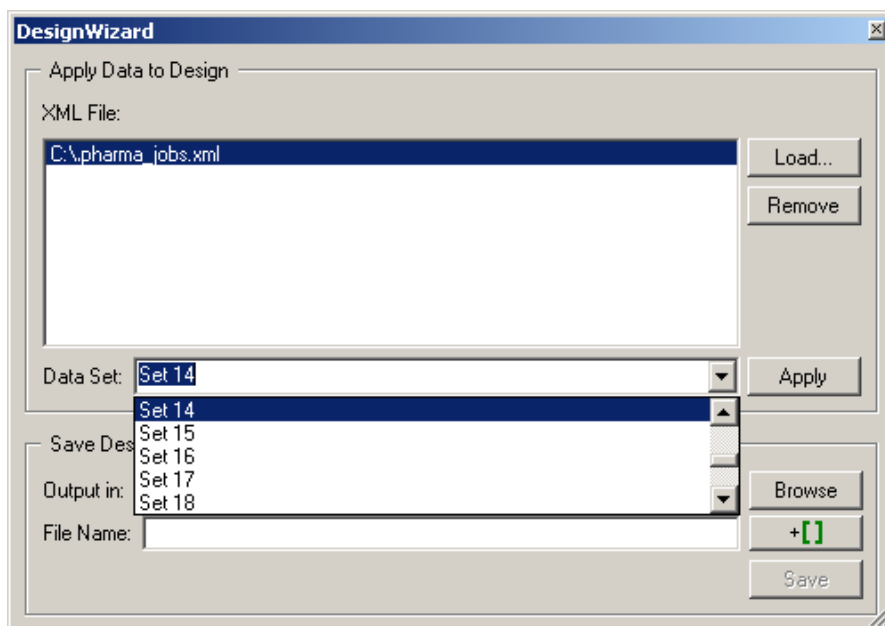 DesignWizard
Apply Data to Design
XML File:
C:\.pharma_jobs.xml
Load...
Remove
Data Set: Set 14
Apply
Set 14
Set 15
Set 16
Set 17
Set 18
Save Des
Output in:
Browse
File Name:
+[]
Save